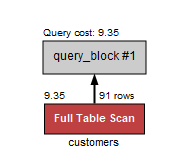 Query cost: 9.35
query_block #1
9.35 91 rows
Full Table Scan
customers